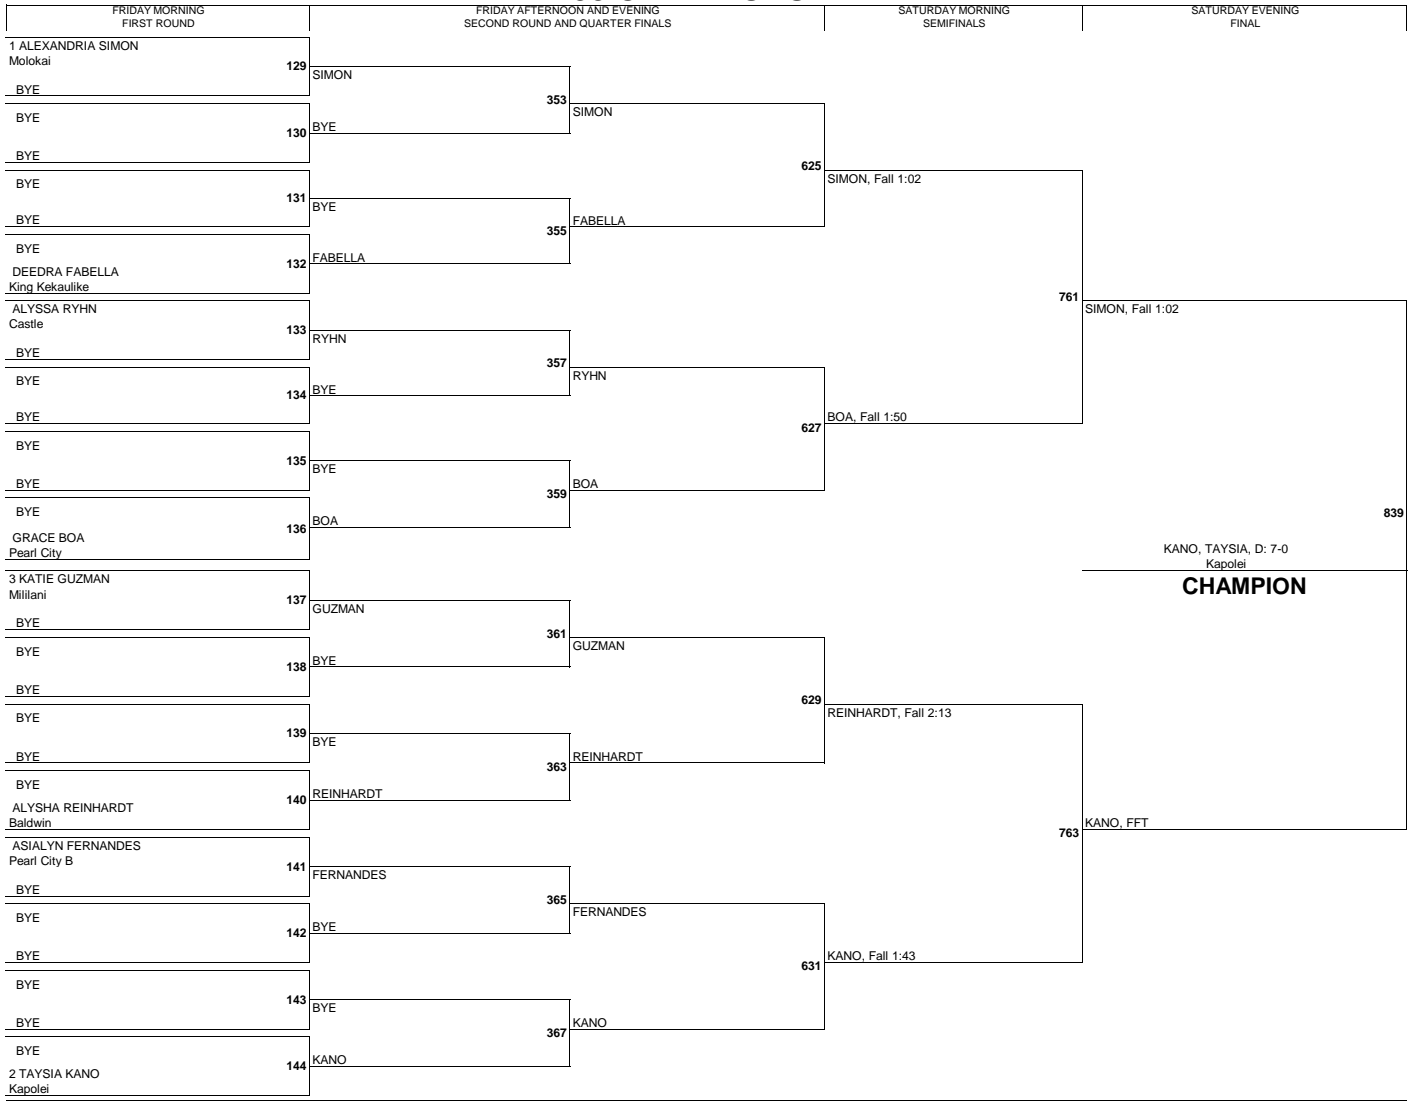 FRIDAY MORNING
FIRST ROUND
FRIDAY AFTERNOON AND EVENING
SECOND ROUND AND QUARTER FINALS
SATURDAY MORNING
SEMIFINALS
SATURDAY EVENING
FINAL
1 ALEXANDRIA SIMON
Molokai
129
BYE
BYE
130
BYE
BYE
131
BYE
BYE
132
DEEDRA FABELLA
King Kekaulike
ALYSSA RYHN
Castle
133
BYE
BYE
134
BYE
BYE
135
BYE
BYE
136
GRACE BOA
Pearl City
3 KATIE GUZMAN
Mililani
137
BYE
BYE
138
BYE
BYE
139
BYE
BYE
140
ALYSHA REINHARDT
Baldwin
ASIALYN FERNANDES
Pearl City B
141
BYE
BYE
142
BYE
BYE
143
BYE
BYE
144
2 TAYSIA KANO
Kapolei
SIMON
353
BYE
BYE
355
FABELLA
RYHN
357
BYE
BYE
359
BOA
GUZMAN
361
BYE
BYE
363
REINHARDT
FERNANDES
365
BYE
BYE
367
KANO
SIMON
625
FABELLA
RYHN
627
BOA
GUZMAN
629
REINHARDT
FERNANDES
631
KANO
SIMON, Fall 1:02
761
BOA, Fall 1:50
REINHARDT, Fall 2:13
763
KANO, Fall 1:43
SIMON, Fall 1:02
839
KANO, FFT
KANO, TAYSIA, D: 7-0
Kapolei
CHAMPION